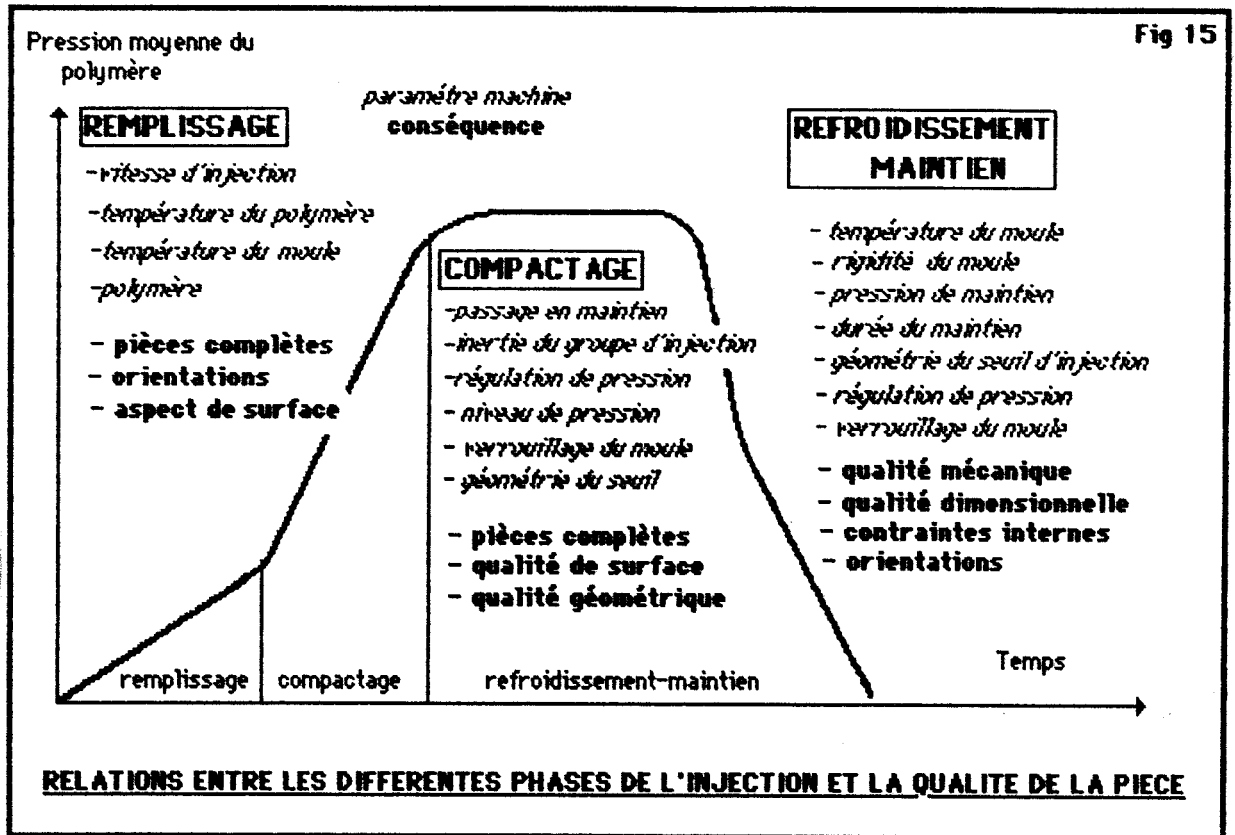 Fig 15
Pression moyenne du
polymère
paramétre machine
conséquence
REMPLISSAGE
-vitesse d'injection
-température du polymère
-température du moule
-polymère
- pièces complètes
- orientations
- aspect de surface
COMPACTAGE
-passage en maintien
-inertie du groupe d'injection
-régulation de pression
- niveau de pression
- verrouillage du moule
- géométrie du seuil
- pièces complètes
- qualité de surface
- qualité géométrique
REFROIDISSEMENT
MAINTIEN
- température du moule
- rigidité du moule
- pression de maintien
- durée du maintien
- géométrie du seuil d'injection
- régulation de pression
- verrouillage du moule
- qualité mécanique
- qualité dimensionnelle
- contraintes internes
- orientations
remplissage
compactage
refroidissement-maintien
Temps
RELATIONS ENTRE LES DIFFERENTES PHASES DE L'INJECTION ET LA QUALITE DE LA PIECE